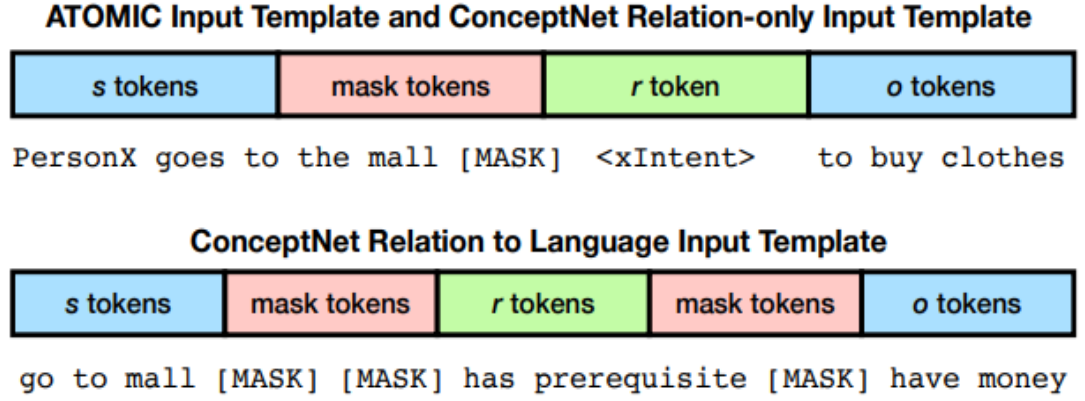 ATOMIC Input Template and ConceptNet Relation-only Input Template
s tokens mask tokens r token o tokens
PersonX goes to the mall [MASK] <xIntent> to buy clothes
ConceptNet Relation to Language Input Template
s tokens mask tokens r tokens mask tokens o tokens
go to mall [MASK] [MASK] has prerequisite [MASK] have money